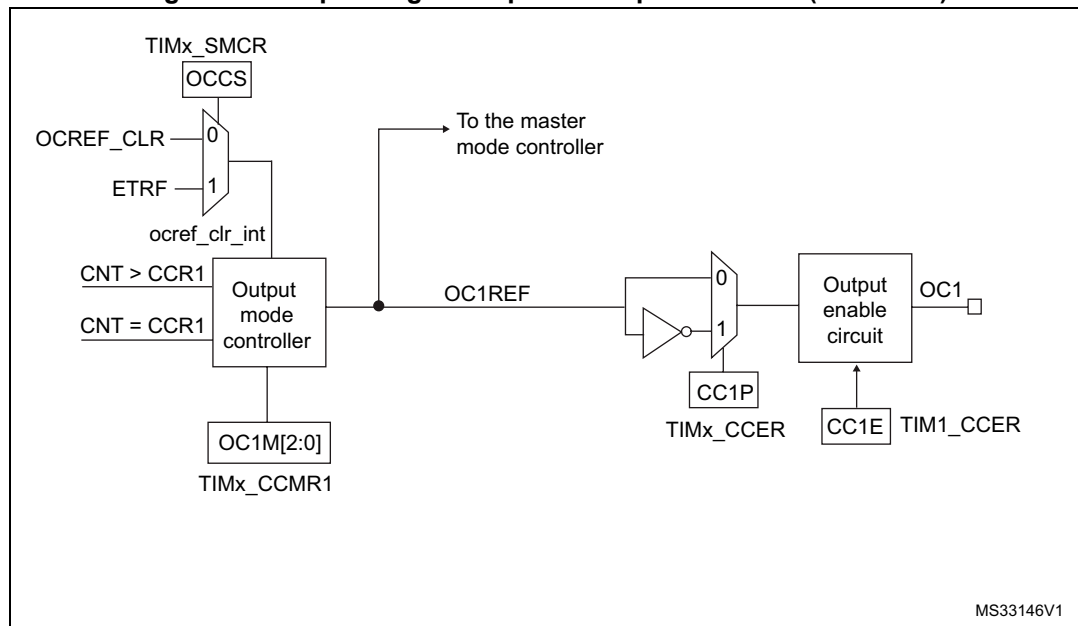 TIMx_SMCR
OCCS
OCREF_CLR
0
ETRF
1
ocref_clr_int
To the master
mode controller
CNT > CCR1
CNT = CCR1
Output
mode
controller
OC1REF
0
1
Output
enable
circuit
OC1
CC1P
TIMx_CCER
CC1E
TIM1_CCER
OC1M[2:0]
TIMx_CCMR1
MS33146V1